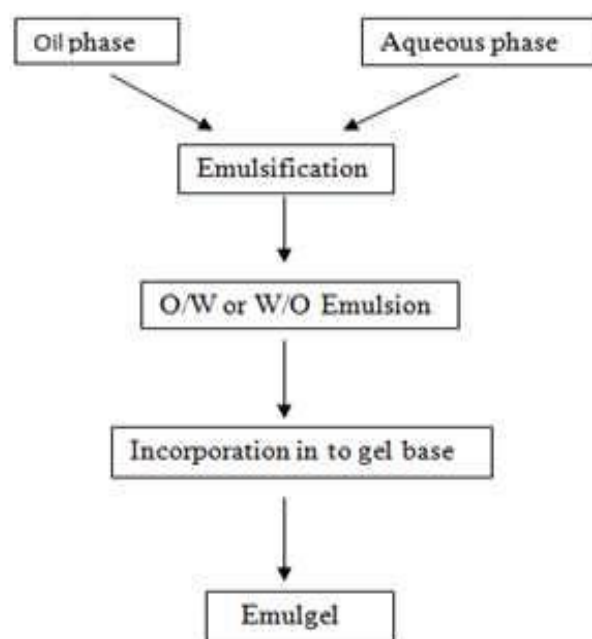 Oil phase
Aqueous phase
Emulsification
O/W or W/O Emulsion
Incorporation in to gel base
Emulgel